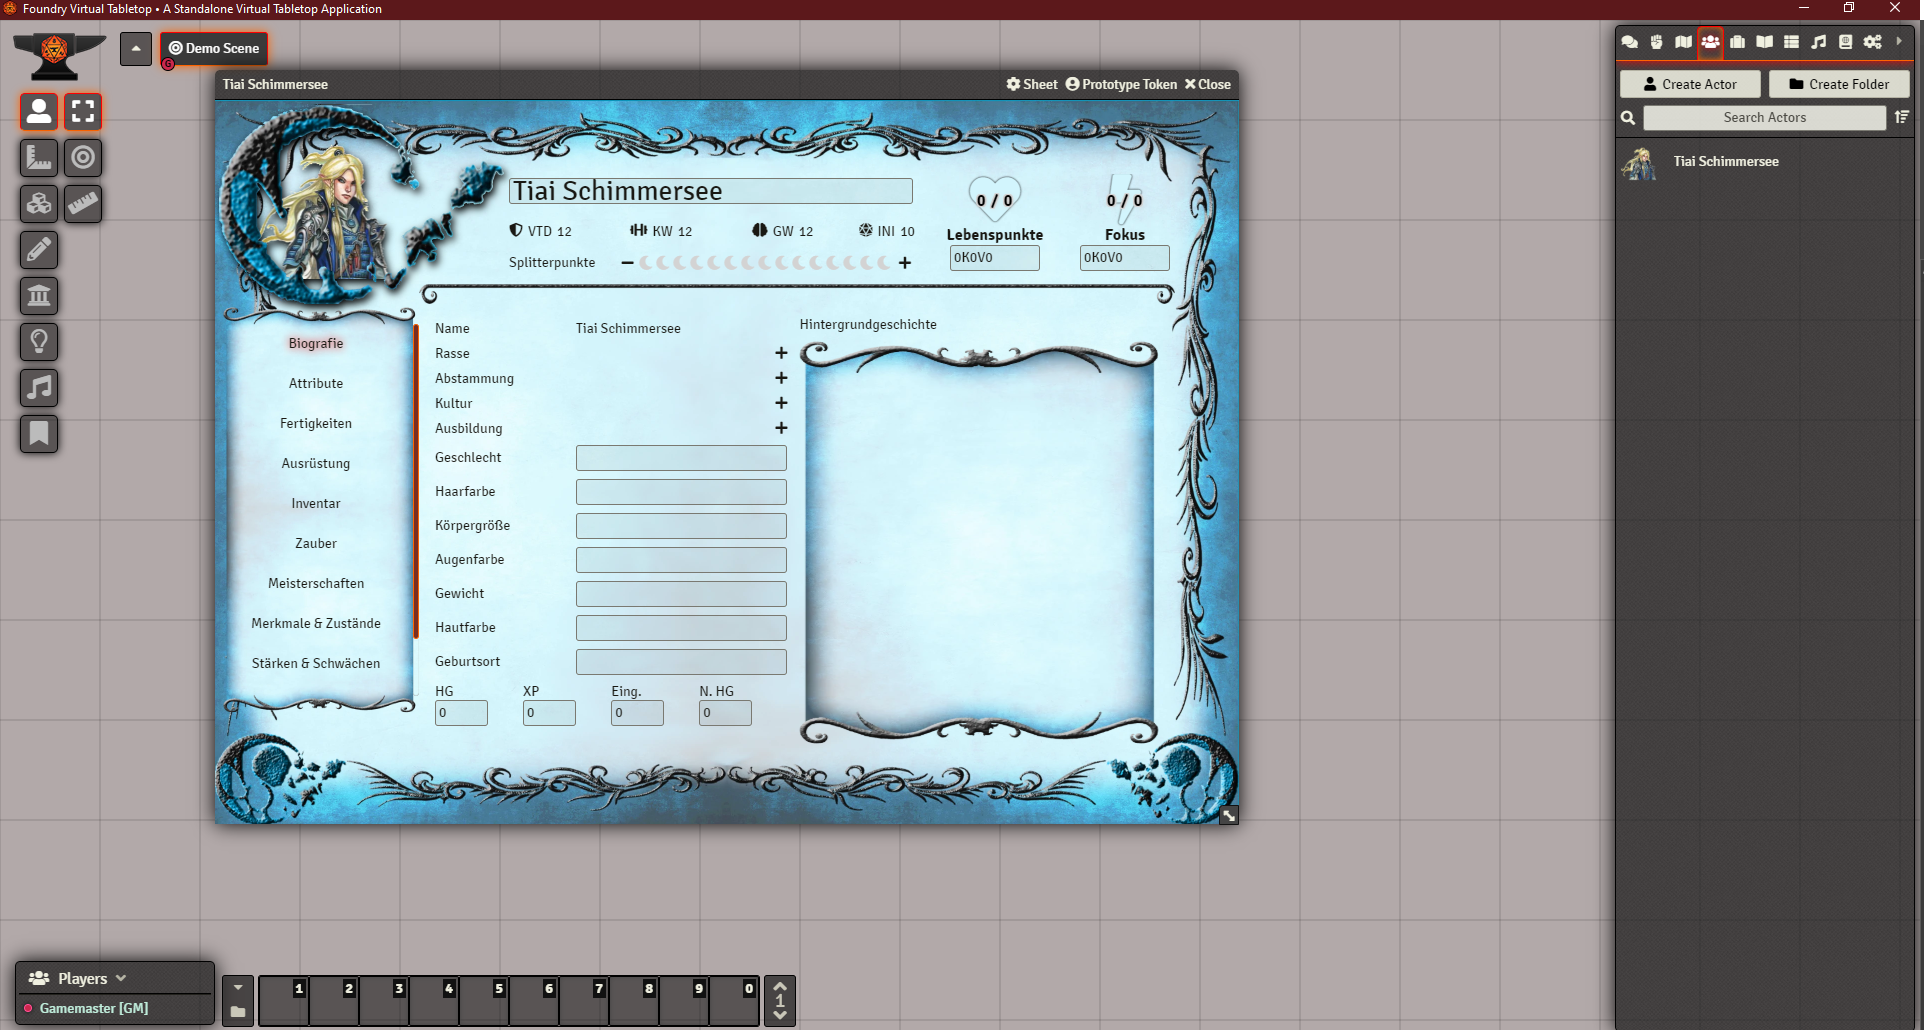 Foundry Virtual Tabletop • A Standalone Virtual Tabletop Application
Demo Scene
G
Tiai Schimmersee
Sheet
Prototype Token
Close
Tiai Schimmersee
0 / 0
0 / 0
VTD 12
KW 12
GW 12
INI 10
Lebenspunkte
Fokus
Splitterpunkte
0K0V0
0K0V0
Biografie
Attribute
Fertigkeiten
Ausrüstung
Inventar
Zauber
Meisterschaften
Merkmale & Zustände
Stärken & Schwächen
Name Tiai Schimmersee
Rasse
Abstammung
Kultur
Ausbildung
Geschlecht
Haarfarbe
Körpergröße
Augenfarbe
Gewicht
Hautfarbe
Geburtsort
HG XP Eing. N. HG
0 0 0 0
Hintergrundgeschichte
Create Actor
Create Folder
Search Actors
Tiai Schimmersee
Players
Gamemaster [GM]
1 2 3 4 5 6 7 8 9 0
1